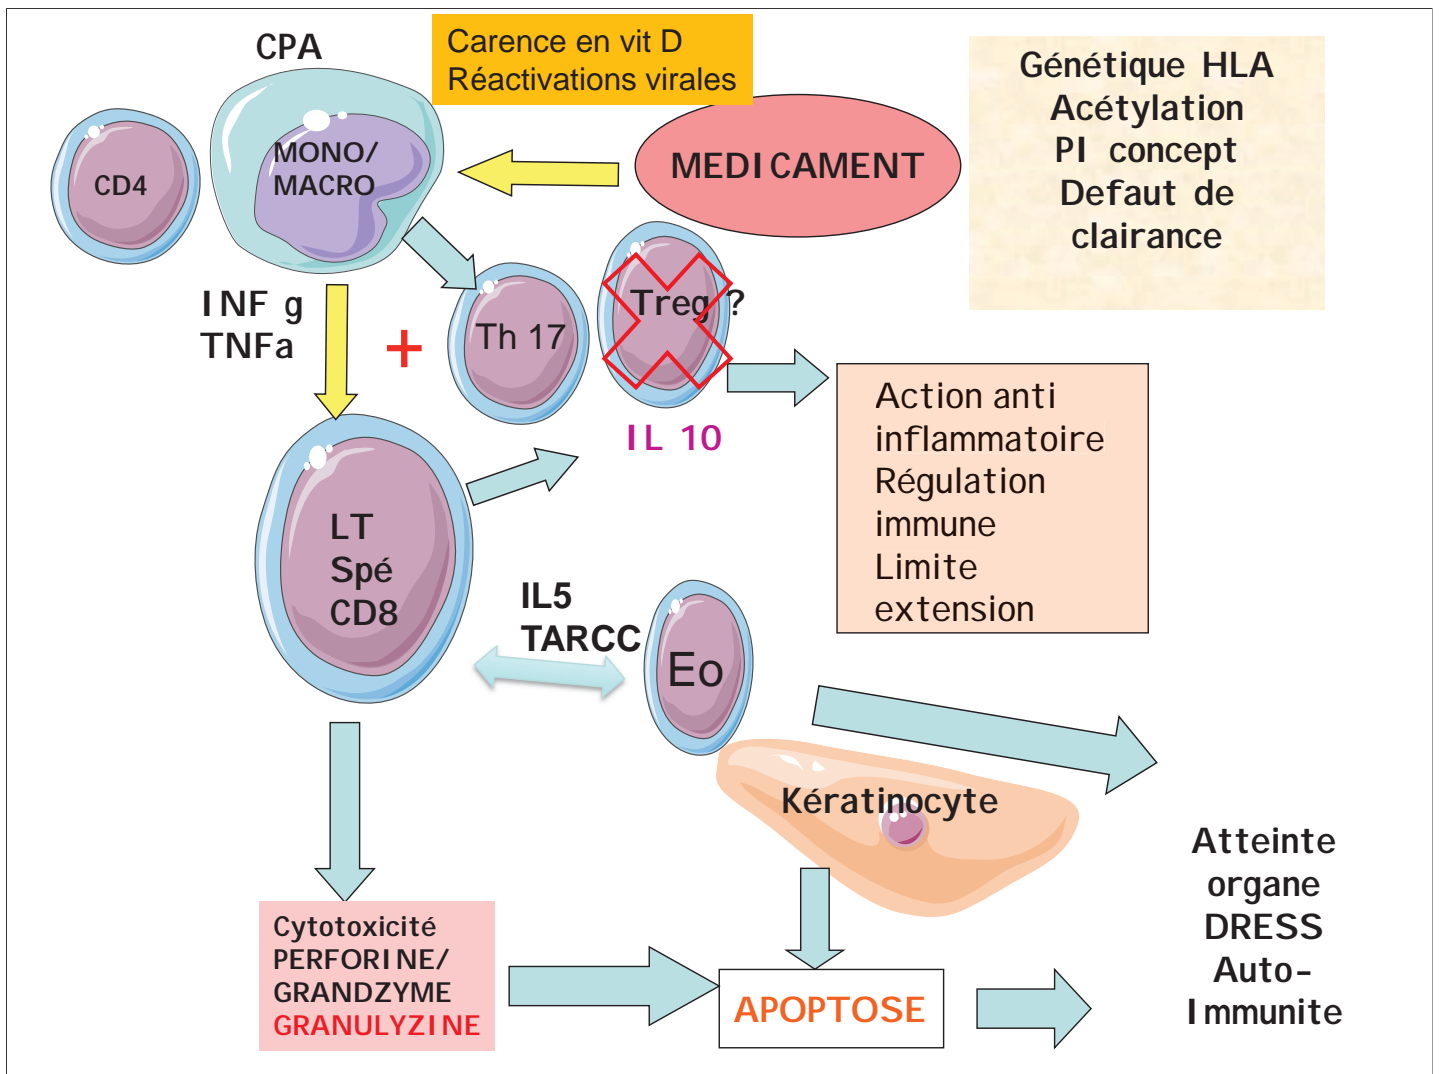 CPA
Carence en vit D
Réactivations virales
Génétique HLA
Acétylation
PI concept
Defaut de
clairance
CD4
MONO/
MACRO
MEDICAMENT
INF g
TNFa
+
Th 17
Treg ?
IL 10
Action anti
inflammatoire
Régulation
immune
Limite
extension
LT
Spé
CD8
IL5
TARCC
Eo
Kératinocyte
Atteinte
organe
DRESS
Auto-
Immunite
Cytotoxicité
PERFORINE/
GRANDZYME
GRANULYZINE
APOPTOSE